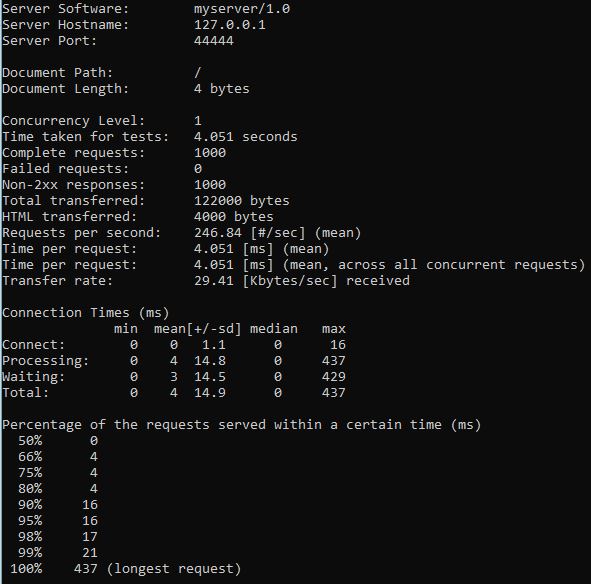 Server Software:        myserver/1.0
Server Hostname:        127.0.0.1
Server Port:            44444

Document Path:          /
Document Length:        4 bytes

Concurrency Level:      1
Time taken for tests:   4.051 seconds
Complete requests:      1000
Failed requests:        0
Non-2xx responses:      1000
Total transferred:      122000 bytes
HTML transferred:       4000 bytes
Requests per second:    246.84 [#/sec] (mean)
Time per request:       4.051 [ms] (mean)
Time per request:       4.051 [ms] (mean, across all concurrent requests)
Transfer rate:          29.41 [Kbytes/sec] received

Connection Times (ms)
              min  mean[+/-sd] median   max
Connect:        0    0   1.1      0      16
Processing:     0    4  14.8      0     437
Waiting:        0    3  14.5      0     429
Total:          0    4  14.9      0     437

Percentage of the requests served within a certain time (ms)
  50%      0
  66%      4
  75%      4
  80%      4
  90%     16
  95%     16
  98%     17
  99%     21
 100%    437 (longest request)